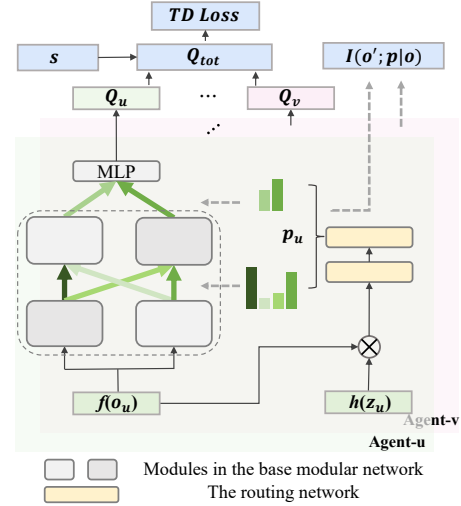 TD Loss
s
Q_tot
I(o'; p|o)
Q_u
...
Q_v
...
MLP
p_u
f(o_u)
h(z_u)
Agent-v
Agent-u
Modules in the base modular network
The routing network